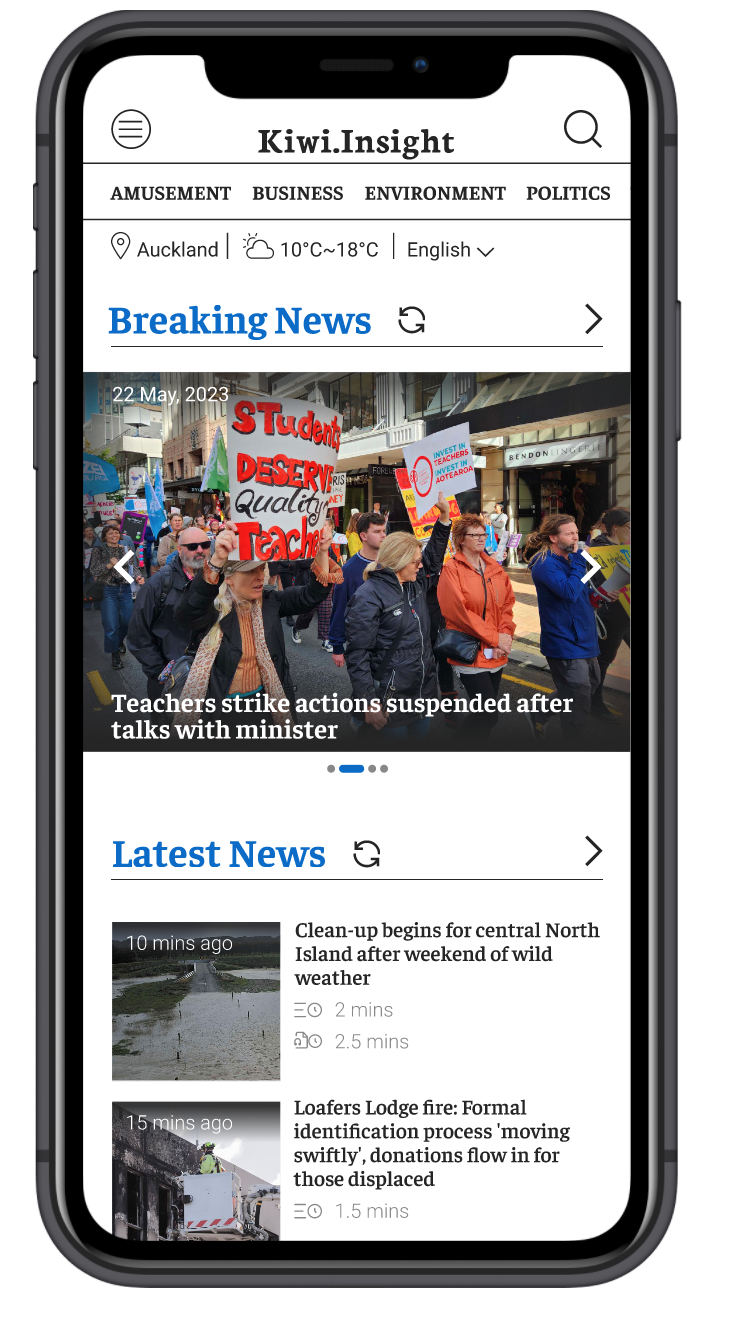 Kiwi.Insight
AMUSEMENT BUSINESS ENVIRONMENT POLITICS
Auckland 10°C~18°C English
Breaking News
22 May, 2023
STudents
DESERVE
Quality
Teache
INVEST IN
TEACHERS
INVEST IN
AOTEAROA
BENDON LINGERIE
Teachers strike actions suspended after
talks with minister
Latest News
10 mins ago
Clean-up begins for central North
Island after weekend of wild
weather
2 mins
2.5 mins
15 mins ago
Loafers Lodge fire: Formal
identification process 'moving
swiftly', donations flow in for
those displaced
1.5 mins